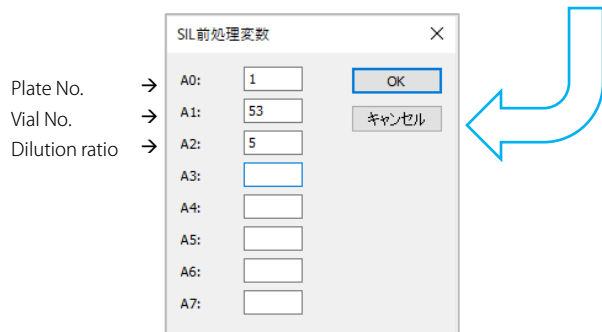 SIL前処理変数
Plate No. → A0: 1 OK
Vial No. → A1: 53 キャンセル
Dilution ratio → A2: 5
A3:
A4:
A5:
A6:
A7: